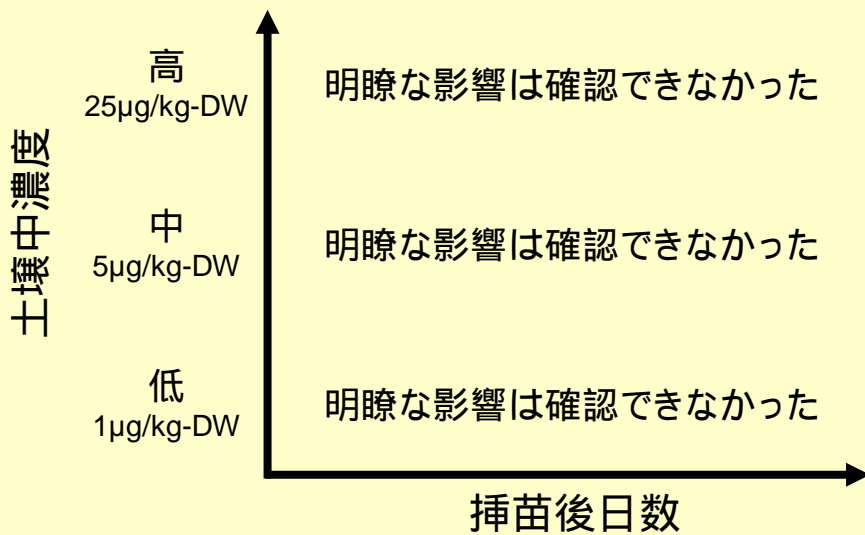 土壌中濃度
高
25μg/kg-DW
明瞭な影響は確認できなかった
中
5μg/kg-DW
明瞭な影響は確認できなかった
低
1μg/kg-DW
明瞭な影響は確認できなかった
挿苗後日数